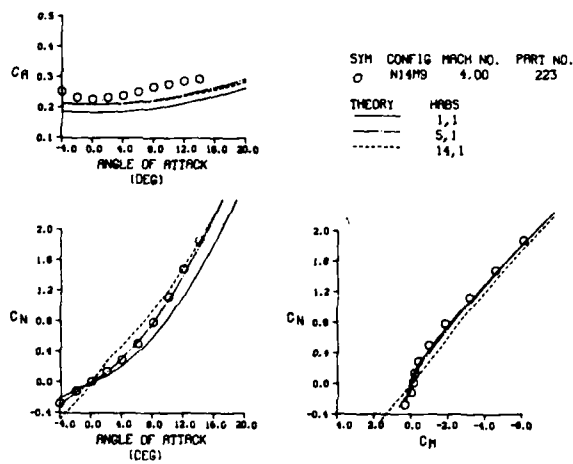 C_A
0.5
0.4
0.3
0.2
0.1
-4.0 0.0 4.0 8.0 12.0 16.0 20.0
ANGLE OF ATTACK
(DEG)
SYM CONFIG MACH NO. PART NO.
N14M9 4.00 223
THEORY HABS
1,1
5,1
14,1
C_N
2.0
1.6
1.2
0.8
0.4
0.0
-0.4
-4.0 0.0 4.0 8.0 12.0 16.0 20.0
ANGLE OF ATTACK
(DEG)
C_N
2.0
1.6
1.2
0.8
0.4
0.0
-0.4
4.0 2.0 0.0 -2.0 -4.0 -6.0
C_M